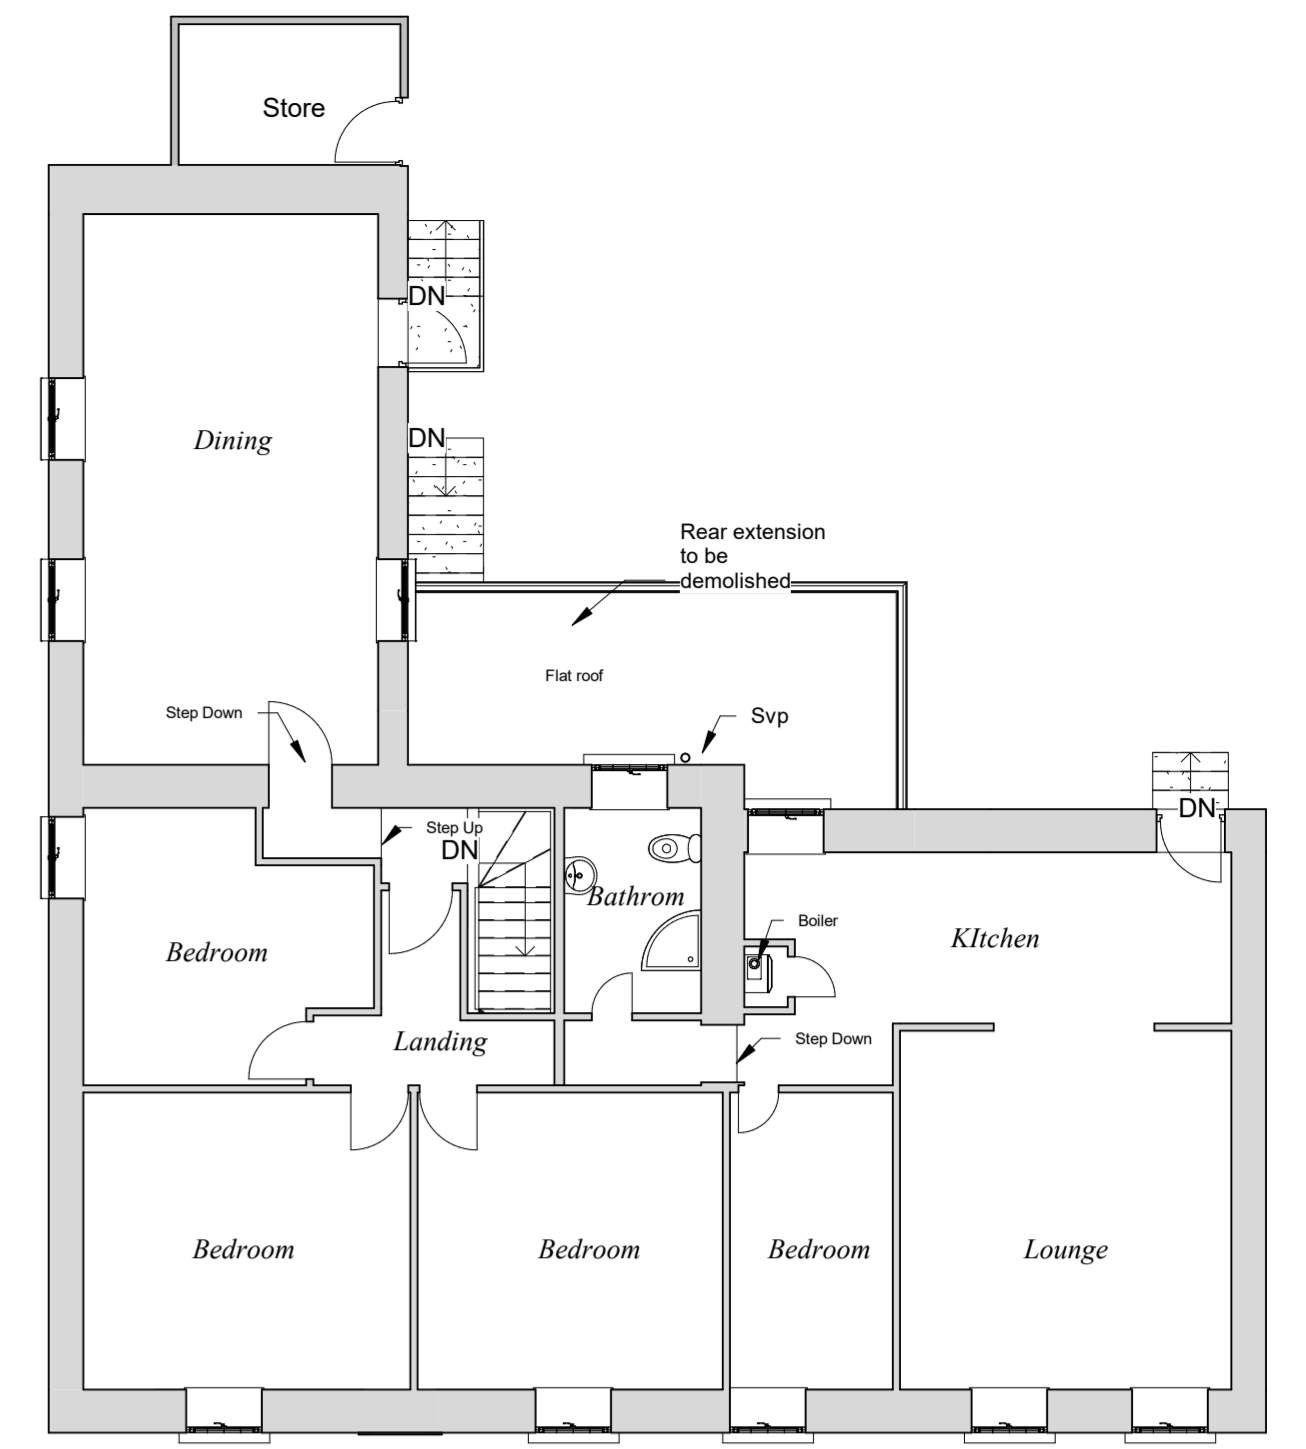 Store
DN
Dining
DN
Rear extension
to be
demolished
Flat roof
Step Down
Svp
DN
Step Up
DN
Bathrom
Boiler
KItchen
Bedroom
Landing
Step Down
Bedroom
Bedroom
Bedroom
Lounge